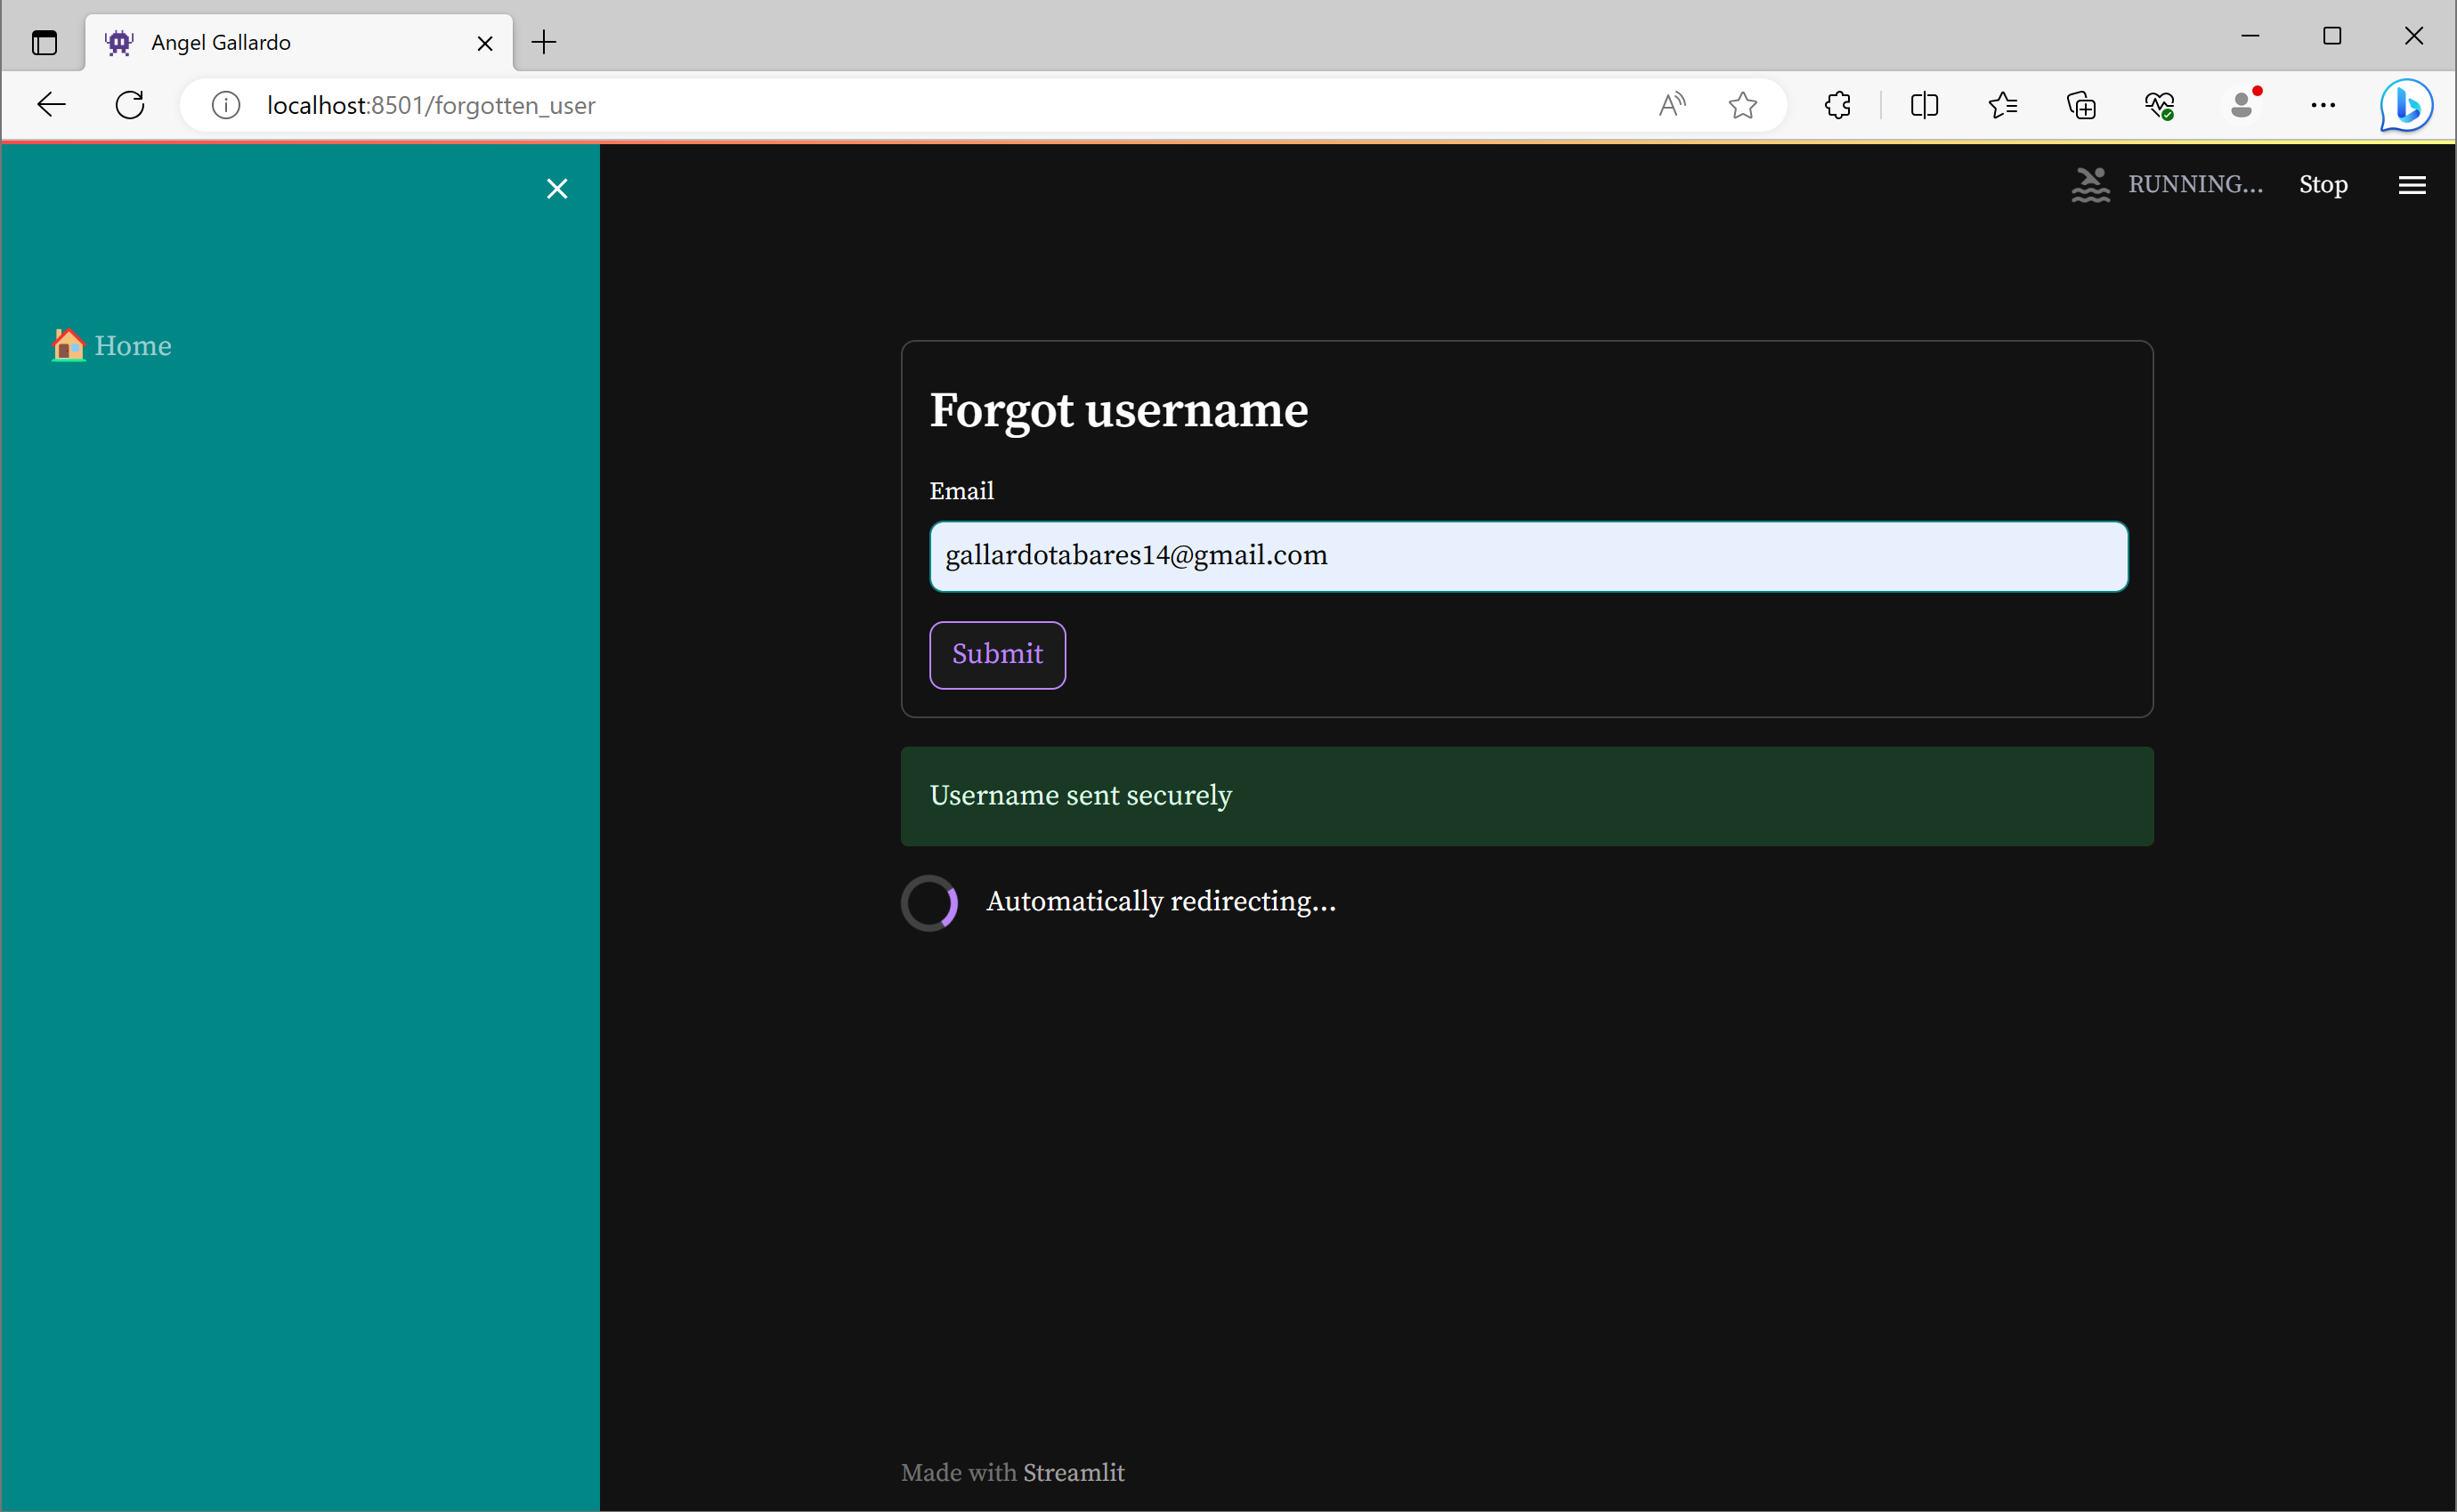 Angel Gallardo
localhost:8501/forgotten_user
RUNNING...
Stop
Home
Forgot username
Email
gallardotabares14@gmail.com
Submit
Username sent securely
Automatically redirecting...
Made with Streamlit